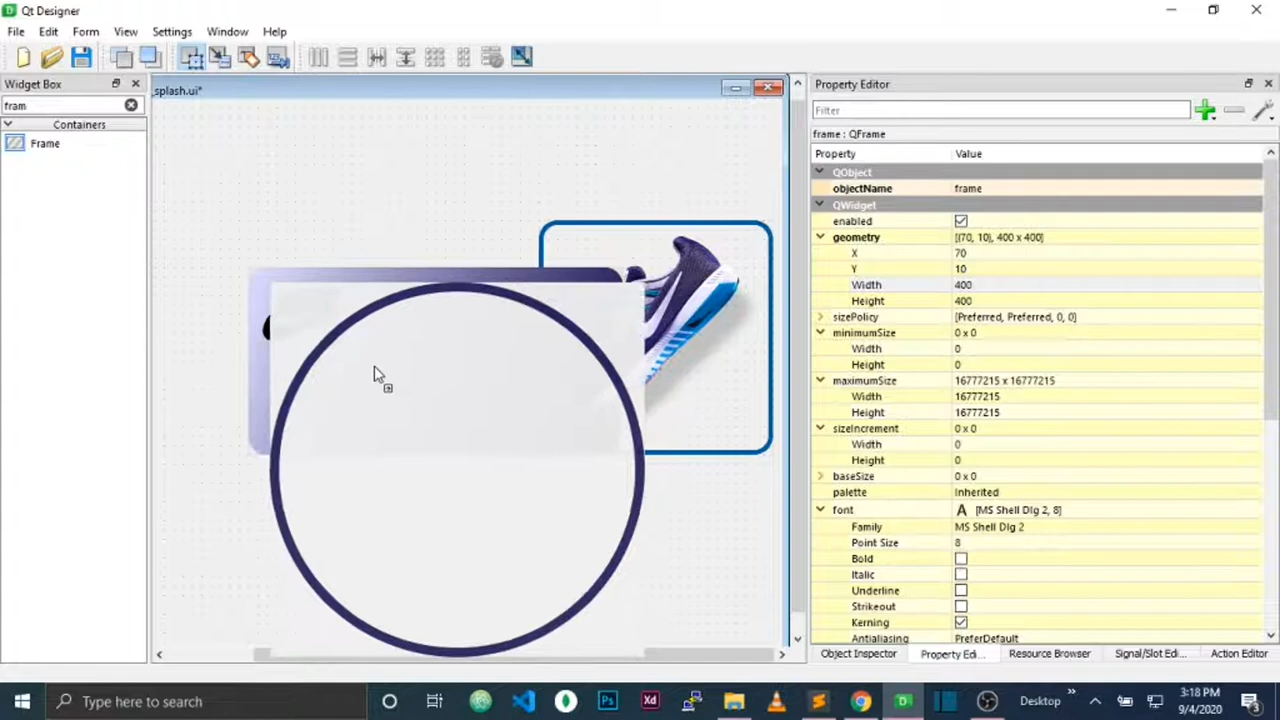 Qt Designer
File Edit Form View Settings Window Help
Widget Box
fram
Containers
Frame
_splash.ui*
Property Editor
Filter
frame : QFrame
Property Value
QObject
objectName frame
QWidget
enabled
geometry [(70, 10), 400 x 400]
X 70
Y 10
Width 400
Height 400
sizePolicy [Preferred, Preferred, 0, 0]
minimumSize 0 x 0
Width 0
Height 0
maximumSize 16777215 x 16777215
Width 16777215
Height 16777215
sizeIncrement 0 x 0
Width 0
Height 0
baseSize 0 x 0
palette Inherited
font A [MS Shell Dlg 2, 8]
Family MS Shell Dlg 2
Point Size 8
Bold
Italic
Underline
Strikeout
Kerning
Antialiasing PreferDefault
Object Inspector Property Edi... Resource Browser Signal/Slot Edi... Action Editor
Type here to search
Ps
Xd
Desktop
3:18 PM
9/4/2020
3